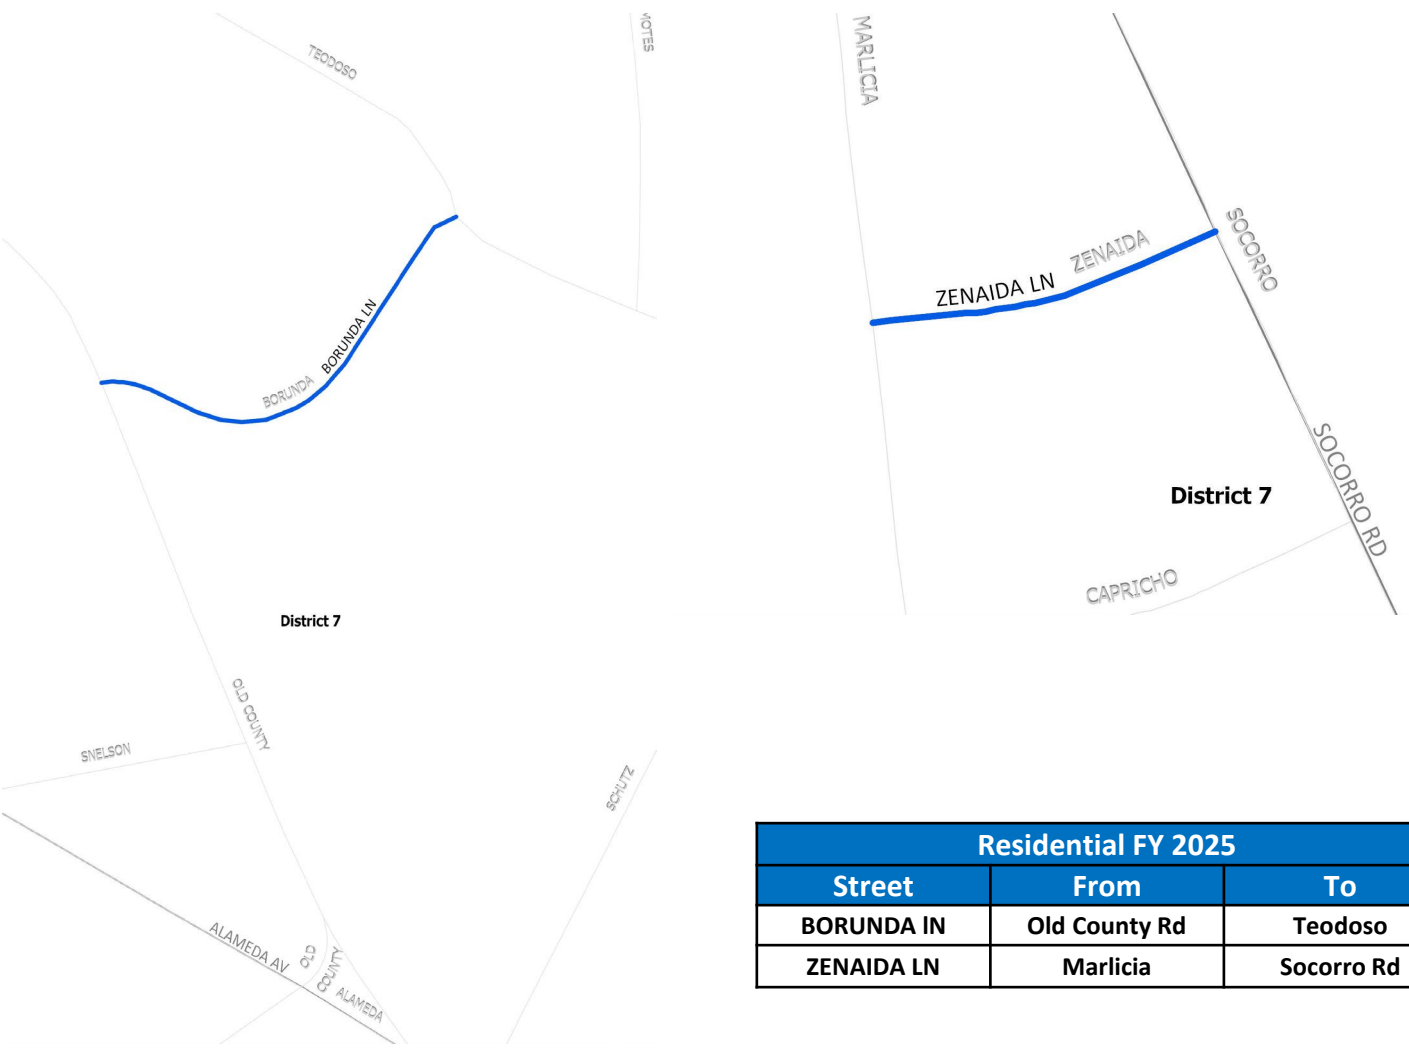 TEODOSO
MOTES
BORUNDA LN
BORUNDA
District 7
OLD COUNTY
SNELSON
SCHUTZ
ALAMEDA AV
OLD
COUNTY
ALAMEDA
MARLICIA
SOCORRO
ZENAIDA
ZENAIDA LN
SOCORRO RD
District 7
CAPRICHO
Residential FY 2025
Street From To
BORUNDA lN Old County Rd Teodoso
ZENAIDA LN Marlicia Socorro Rd